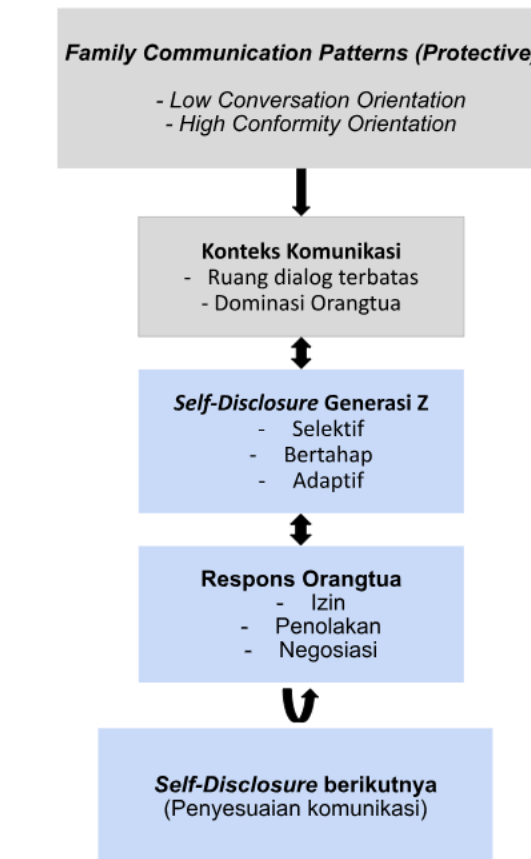 Family Communication Patterns (Protective)
- Low Conversation Orientation
- High Conformity Orientation
Konteks Komunikasi
- Ruang dialog terbatas
- Dominasi Orangtua
Self-Disclosure Generasi Z
- Selektif
- Bertahap
- Adaptif
Respons Orangtua
- Izin
- Penolakan
- Negosiasi
Self-Disclosure berikutnya
(Penyesuaian komunikasi)